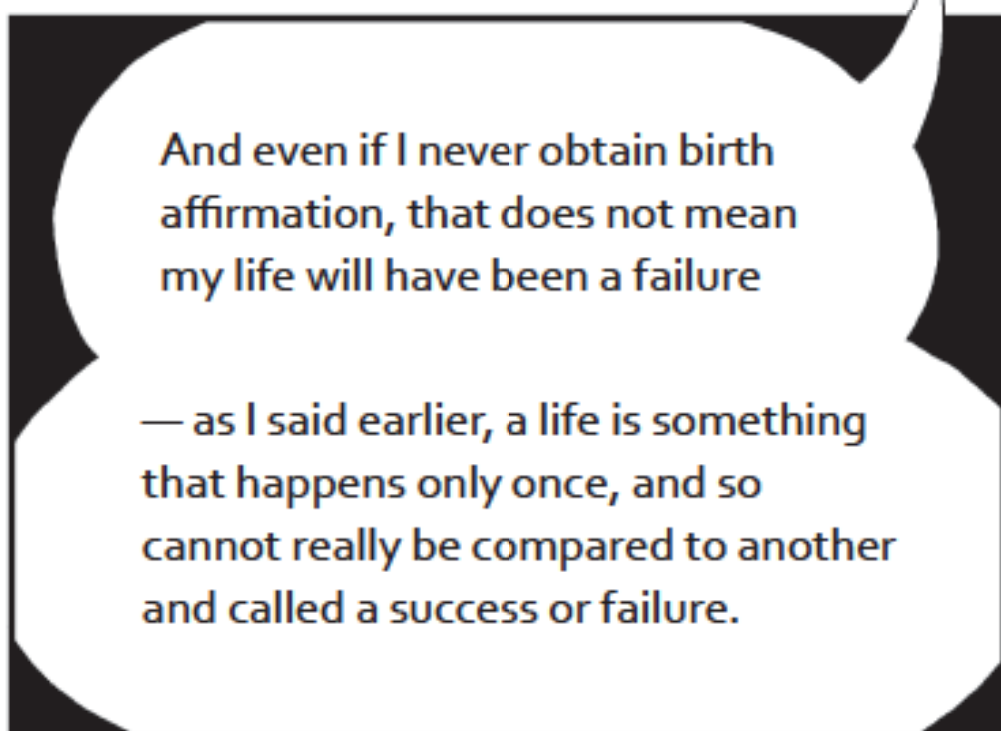 And even if I never obtain birth
affirmation, that does not mean
my life will have been a failure
— as I said earlier, a life is something
that happens only once, and so
cannot really be compared to another
and called a success or failure.